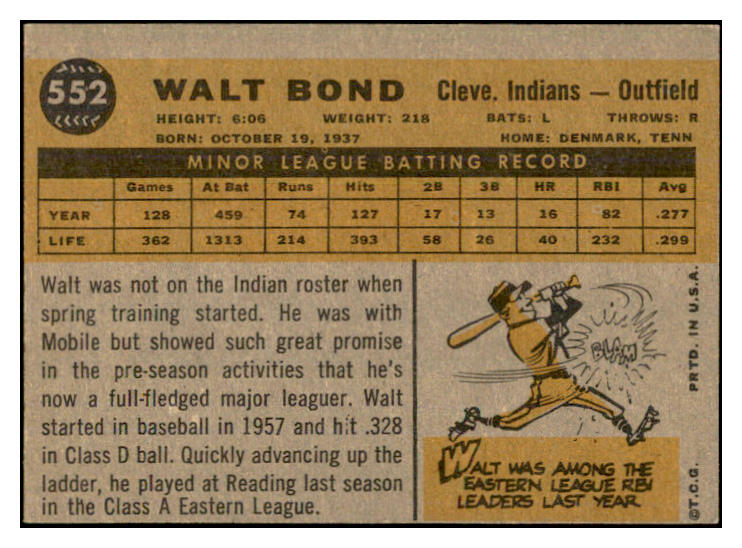 552
WALT BOND Cleve. Indians — Outfield
HEIGHT: 6:06 WEIGHT: 218 BATS: L THROWS: R
BORN: OCTOBER 19, 1937 HOME: DENMARK, TENN
MINOR LEAGUE BATTING RECORD
Games At Bat Runs Hits 2B 3B HR RBI Avg
YEAR 128 459 74 127 17 13 16 82 .277
LIFE 362 1313 214 393 58 26 40 232 .299
Walt was not on the Indian roster when
spring training started. He was with
Mobile but showed such great promise
in the pre-season activities that he's
now a full-fledged major leaguer. Walt
started in baseball in 1957 and hit .328
in Class D ball. Quickly advancing up the
ladder, he played at Reading last season
in the Class A Eastern League.
BLAM
WALT WAS AMONG THE
EASTERN LEAGUE RBI
LEADERS LAST YEAR
©T.C.G. PRTD. IN U.S.A.